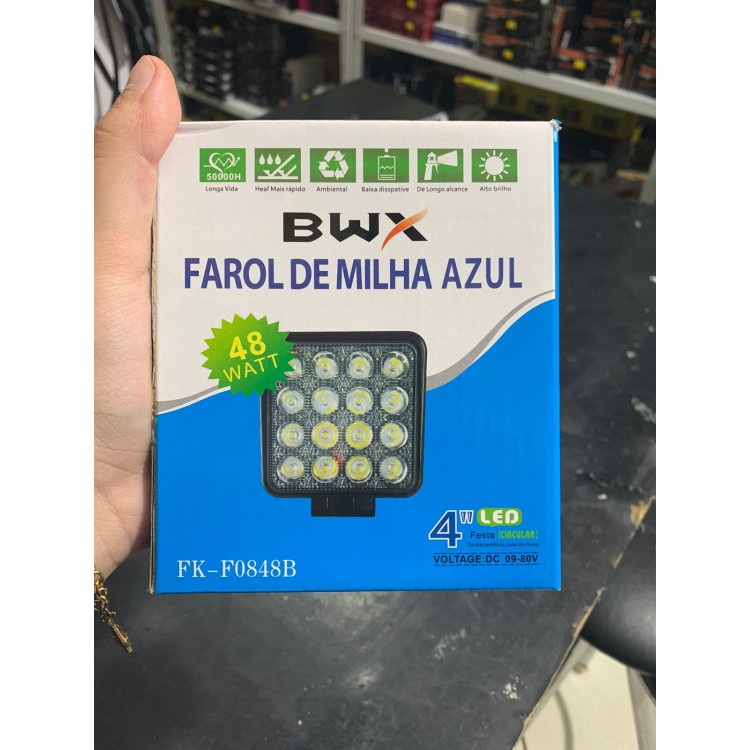 50000H
Longa Vida
Heaf Mais rápido
Ambiental
Baixa disspative
De Longo alcance
Alto brilho
BWX
FAROL DE MILHA AZUL
48
WATT
4" LED
Festa (CIRCULAR)
VOLTAGE:DC 09-80V
FK-F0848B